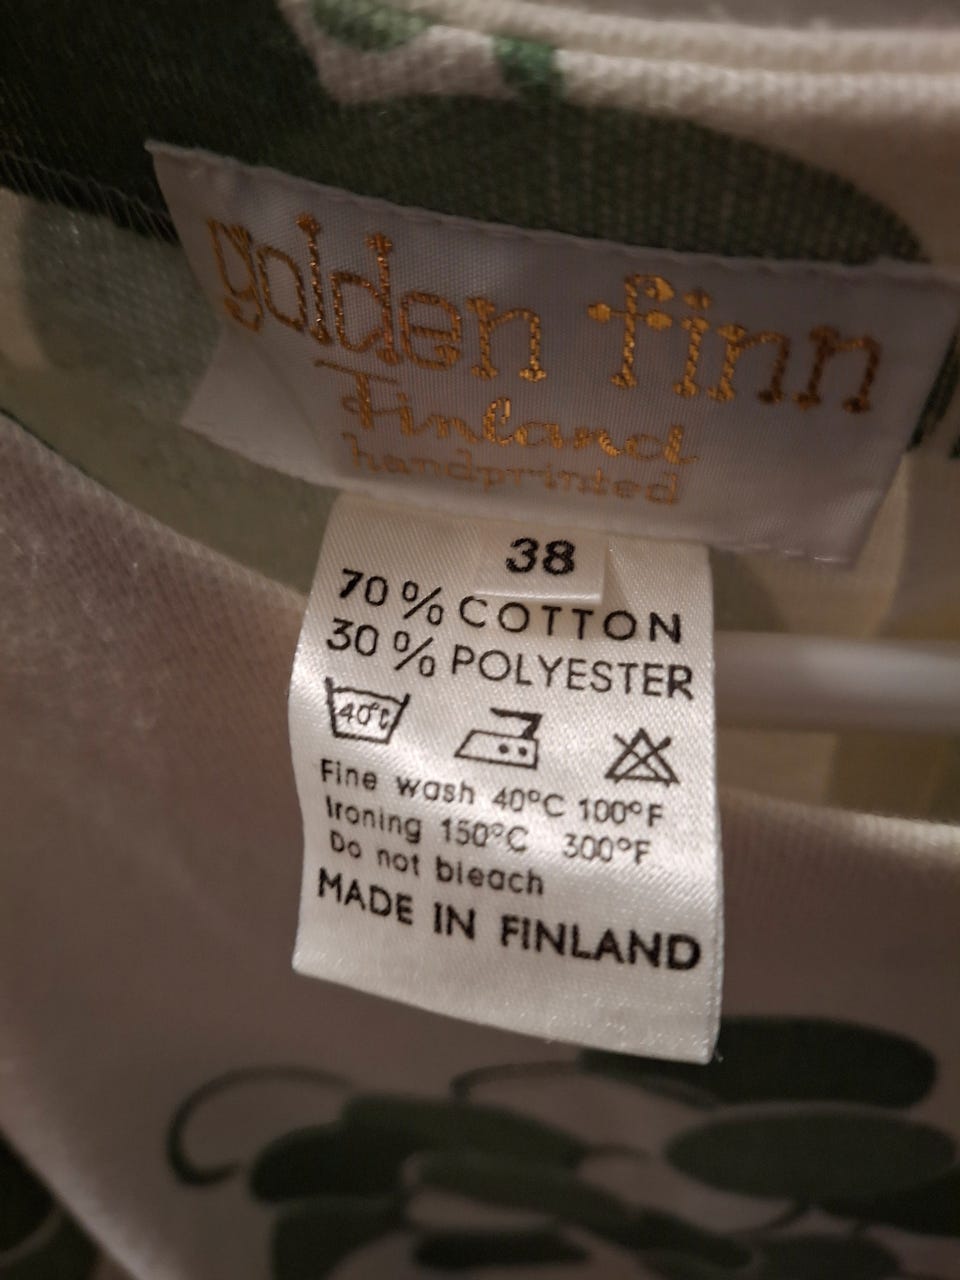 golden finn
Finland
handprinted
38
70% COTTON
30% POLYESTER
40°C
Fine wash 40°C 100°F
Ironing 150°C 300°F
Do not bleach
MADE IN FINLAND